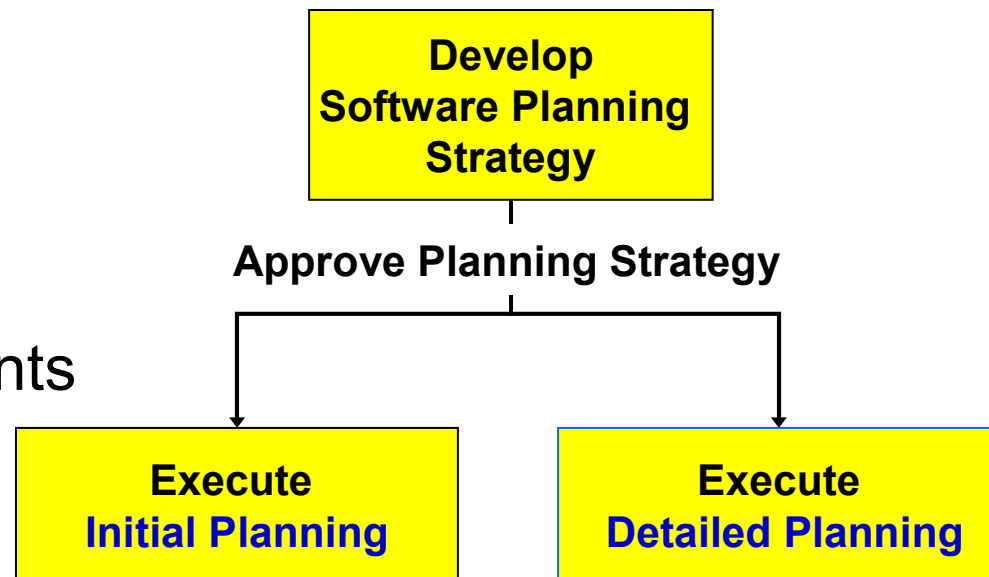 Develop
Software Planning
Strategy
Approve Planning Strategy
nts
Execute
Initial Planning
Execute
Detailed Planning